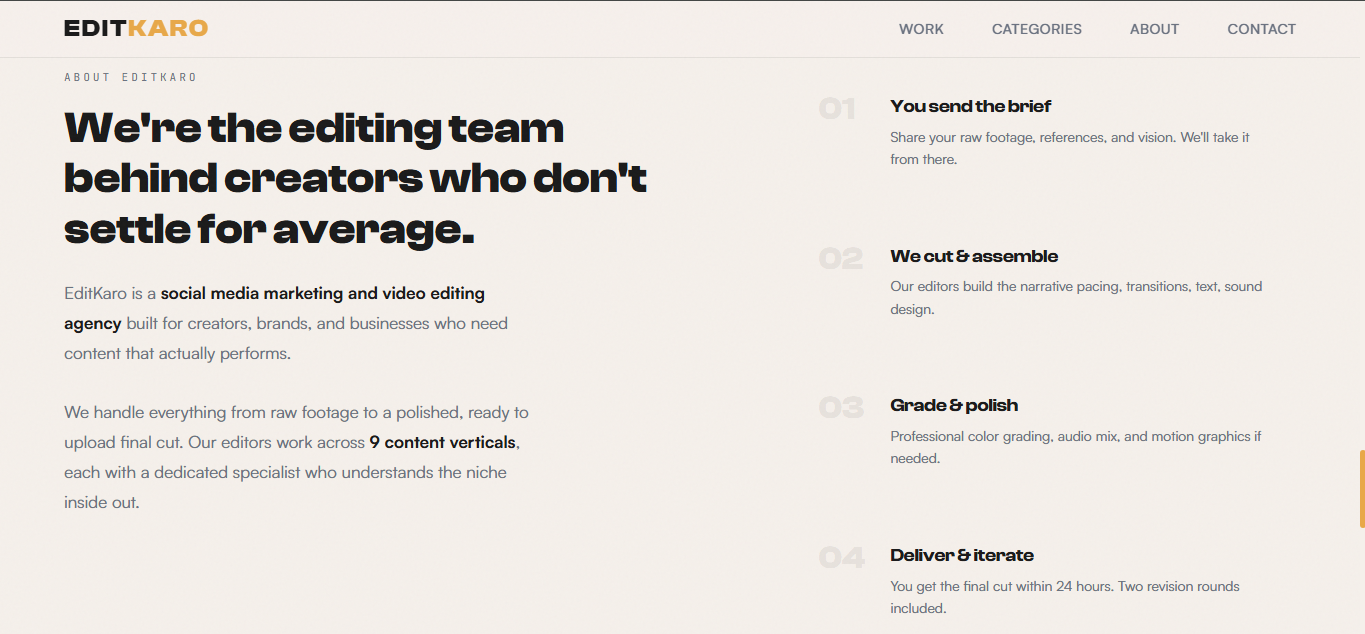 EDITKARO
WORK
CATEGORIES
ABOUT
CONTACT
ABOUT EDITKARO
We're the editing team
behind creators who don't
settle for average.
EditKaro is a social media marketing and video editing
agency built for creators, brands, and businesses who need
content that actually performs.
We handle everything from raw footage to a polished, ready to
upload final cut. Our editors work across 9 content verticals,
each with a dedicated specialist who understands the niche
inside out.
01
You send the brief
Share your raw footage, references, and vision. We'll take it
from there.
02
We cut & assemble
Our editors build the narrative pacing, transitions, text, sound
design.
03
Grade & polish
Professional color grading, audio mix, and motion graphics if
needed.
04
Deliver & iterate
You get the final cut within 24 hours. Two revision rounds
included.